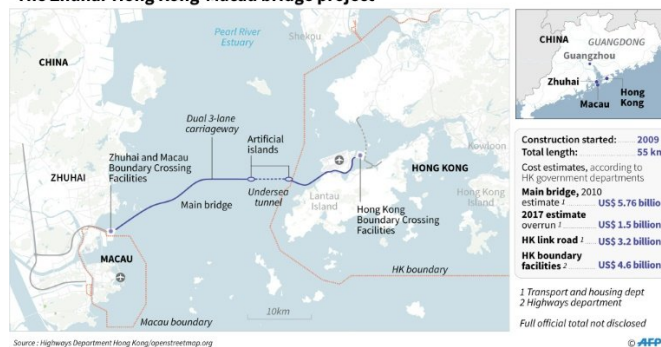 The Zhuhai-Hong Kong-Macau bridge project
Pearl River
Estuary
Shekou
CHINA
Dual 3-lane
carriageway
Artificial
islands
Kowloon
Zhuhai and Macau
Boundary Crossing
Facilities
ZHUHAI
HONG KONG
Undersea
tunnel
Main bridge
Lantau
Island
Hong Kong
Island
Hong Kong
Boundary Crossing
Facilities
MACAU
HK boundary
10km
Macau boundary
CHINA
GUANGDONG
Guangzhou
Zhuhai
Hong
Kong
Macau
Construction started: 2009
Total length: 55 km
Cost estimates, according to
HK government departments
Main bridge, 2010
estimate 1 US$ 5.76 billion
2017 estimate
overrun 1 US$ 1.5 billion
HK link road 1 US$ 3.2 billion
HK boundary
facilities 2 US$ 4.6 billion
1 Transport and housing dept
2 Highways department
Full official total not disclosed
Source : Highways Department Hong Kong/openstreetmap.org
© AFP